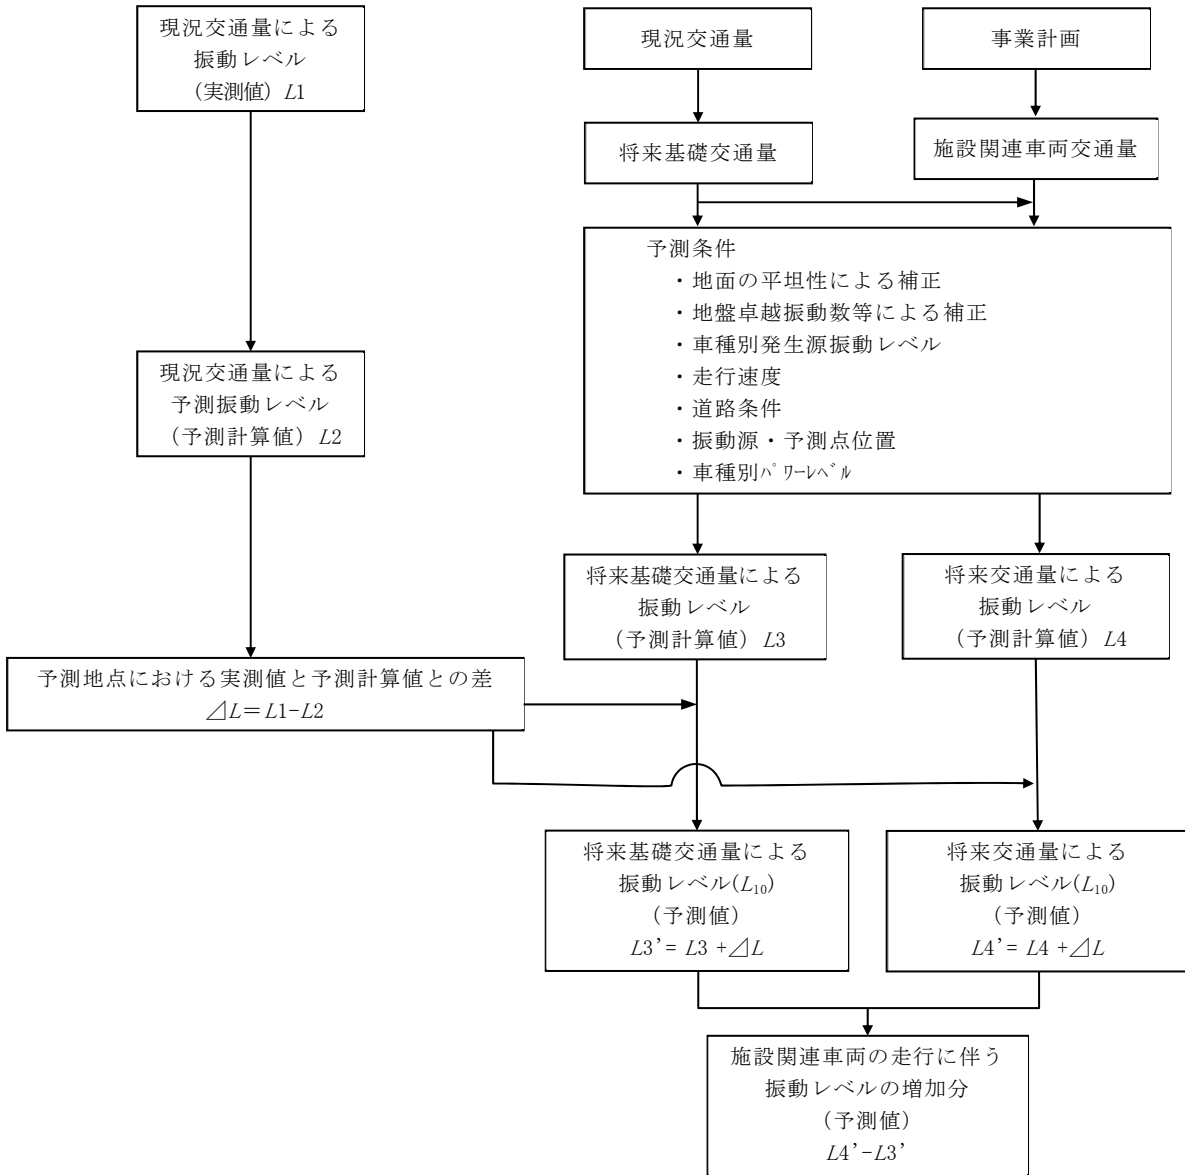 現況交通量による
振動レベル
（実測値）L1
現況交通量
事業計画
将来基礎交通量
施設関連車両交通量
予測条件
・地面の平坦性による補正
・地盤卓越振動数等による補正
・車種別発生源振動レベル
・走行速度
・道路条件
・振動源・予測点位置
・車種別ﾊﾟﾜｰﾚﾍﾞﾙ
現況交通量による
予測振動レベル
（予測計算値）L2
将来基礎交通量による
振動レベル
（予測計算値）L3
将来交通量による
振動レベル
（予測計算値）L4
予測地点における実測値と予測計算値との差
⊿L＝L1-L2
将来基礎交通量による
振動レベル(L₁₀)
（予測値）
L3’= L3 +⊿L
将来交通量による
振動レベル(L₁₀)
（予測値）
L4’= L4 +⊿L
施設関連車両の走行に伴う
振動レベルの増加分
（予測値）
L4’-L3’